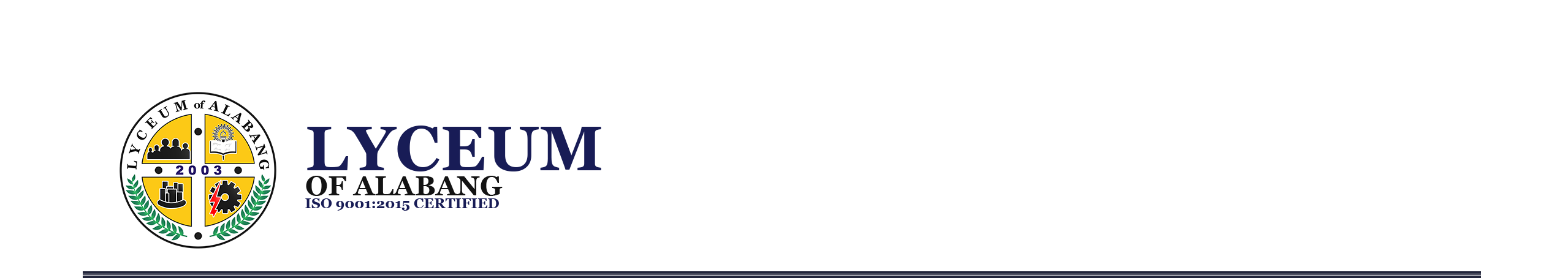 LYCEUM of ALABANG
2003
LYCEUM
OF ALABANG
ISO 9001:2015 CERTIFIED